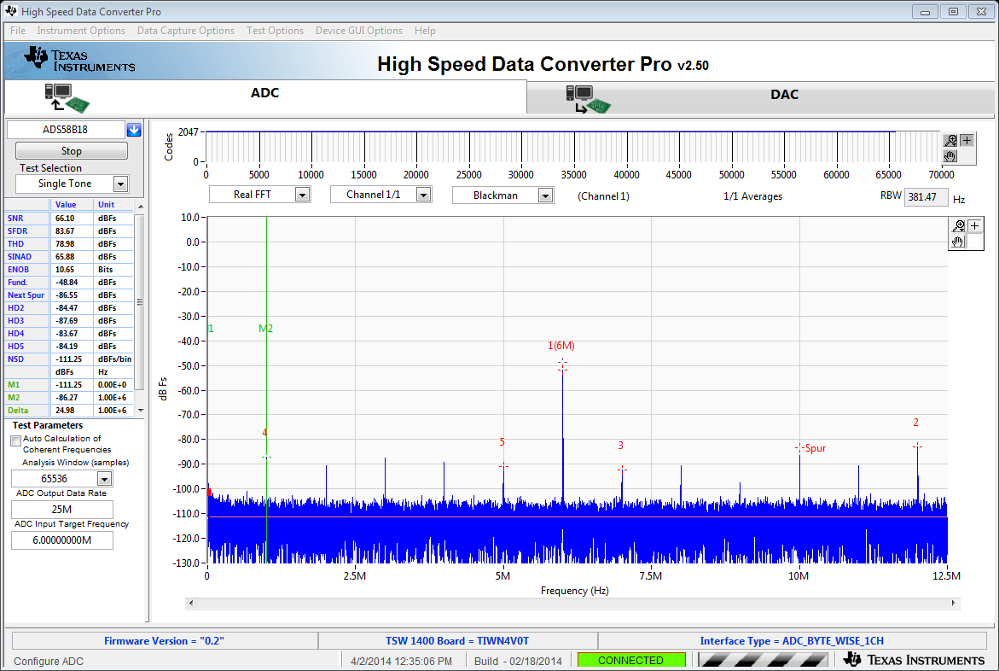 High Speed Data Converter Pro
File Instrument Options Data Capture Options Test Options Device GUI Options Help
TEXAS INSTRUMENTS
High Speed Data Converter Pro v2.50
ADC
DAC
ADS58B18
Stop
Test Selection
Single Tone
Value Unit
SNR 66.10 dBFs
SFDR 83.67 dBFs
THD 78.98 dBFs
SINAD 65.88 dBFs
ENOB 10.65 Bits
Fund. -48.84 dBFs
Next Spur -86.55 dBFs
HD2 -84.47 dBFs
HD3 -87.69 dBFs
HD4 -83.67 dBFs
HD5 -84.19 dBFs
NSD -111.25 dBFs/bin
dBFs Hz
M1 -111.25 0.00E+0
M2 -86.27 1.00E+6
Delta 24.98 1.00E+6
Test Parameters
Auto Calculation of
Coherent Frequencies
Analysis Window (samples)
65536
ADC Output Data Rate
25M
ADC Input Target Frequency
6.00000000M
Codes
2047
0
0 5000 10000 15000 20000 25000 30000 35000 40000 45000 50000 55000 60000 65000 70000
Real FFT Channel 1/1 Blackman (Channel 1) 1/1 Averages RBW 381.47 Hz
dB Fs
10.0
0.0
-10.0
-20.0
-30.0
-40.0
-50.0
-60.0
-70.0
-80.0
-90.0
-100.0
-110.0
-120.0
-130.0
1 M2
1(6M)
4
5
3
Spur
2
0 2.5M 5M 7.5M 10M 12.5M
Frequency (Hz)
Firmware Version = "0.2" TSW 1400 Board = TIWN4V0T Interface Type = ADC_BYTE_WISE_1CH
Configure ADC 4/2/2014 12:35:06 PM Build - 02/18/2014 CONNECTED TEXAS INSTRUMENTS